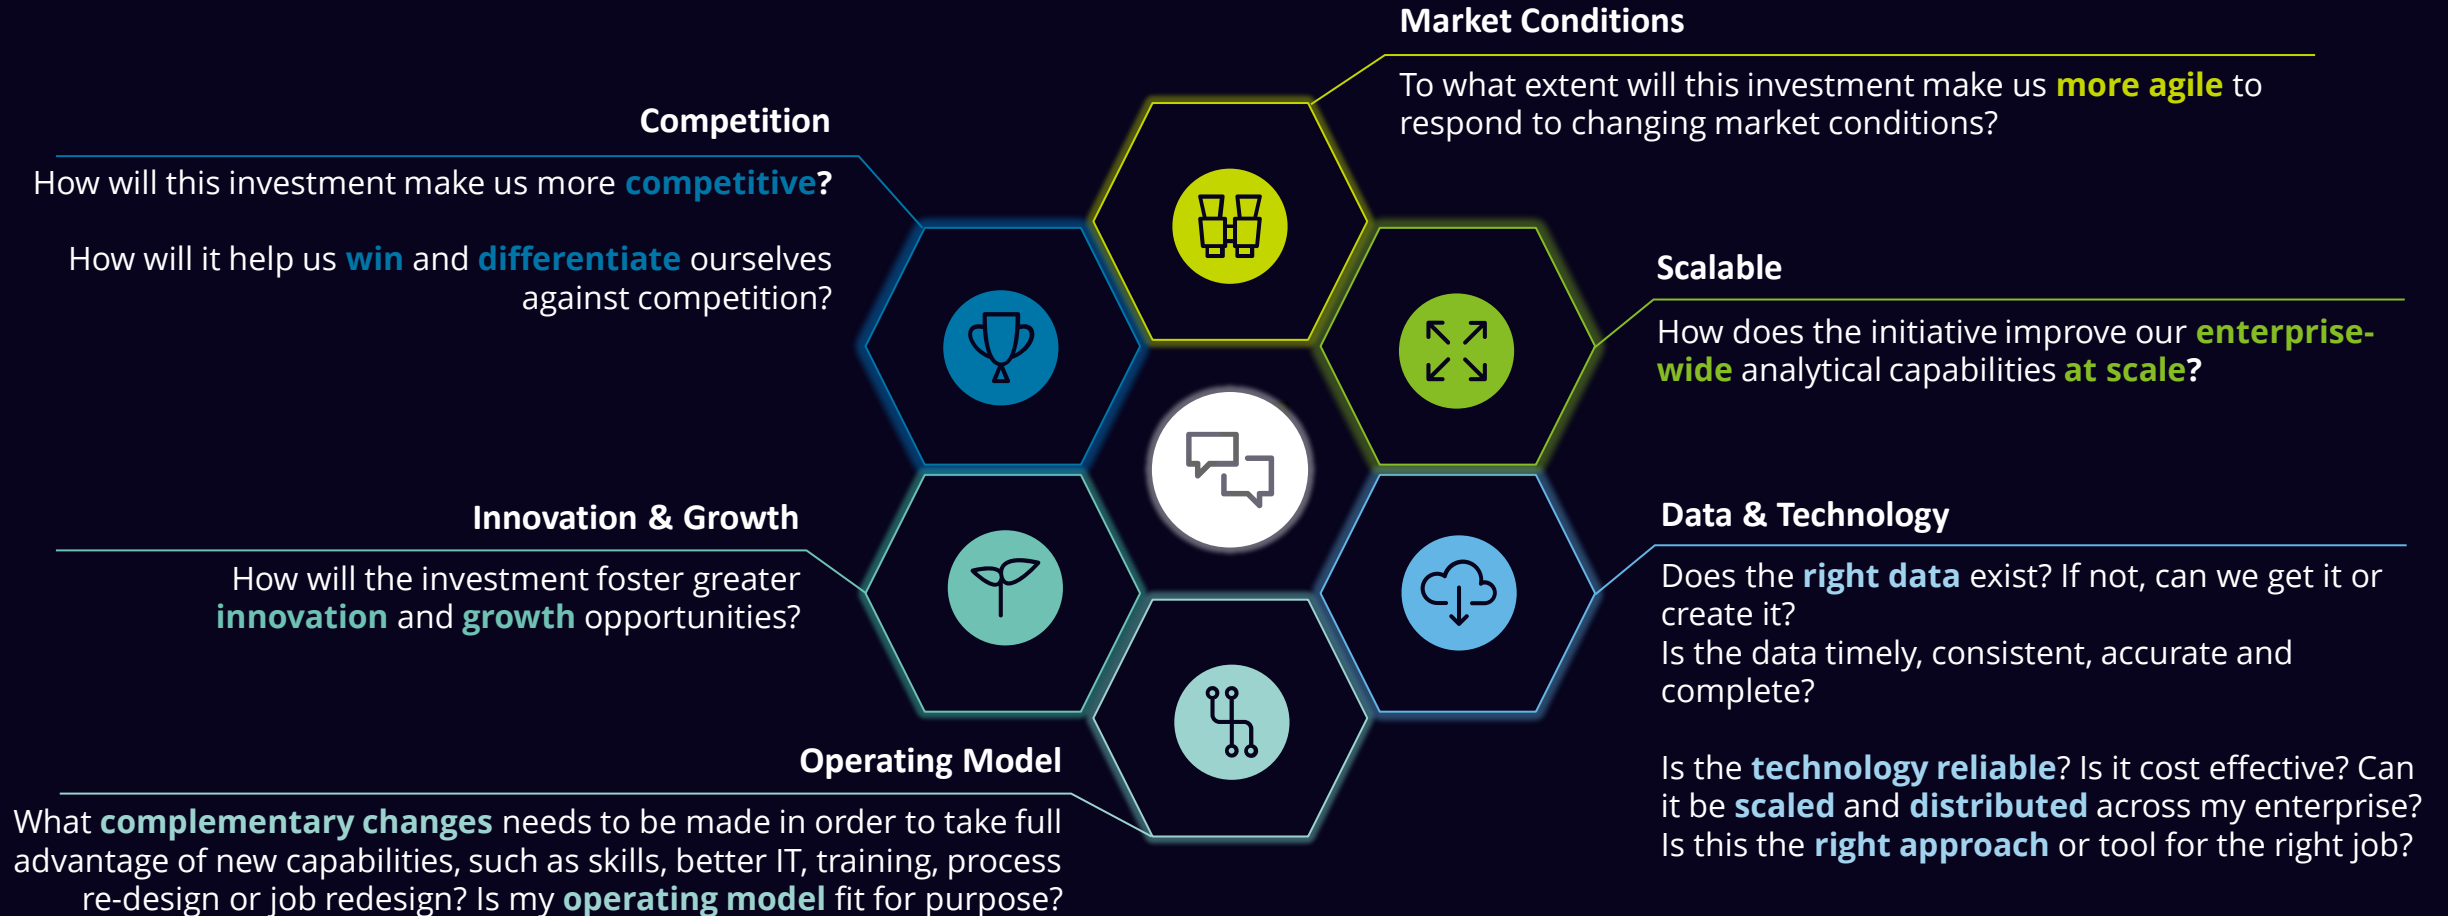 Market Conditions
To what extent will this investment make us more agile to
respond to changing market conditions?
Competition
How will this investment make us more competitive?
How will it help us win and differentiate ourselves
against competition?
Scalable
How does the initiative improve our enterprise-
wide analytical capabilities at scale?
Innovation & Growth
How will the investment foster greater
innovation and growth opportunities?
Data & Technology
Does the right data exist? If not, can we get it or
create it?
Is the data timely, consistent, accurate and
complete?
Is the technology reliable? Is it cost effective? Can
it be scaled and distributed across my enterprise?
Is this the right approach or tool for the right job?
Operating Model
What complementary changes needs to be made in order to take full
advantage of new capabilities, such as skills, better IT, training, process
re-design or job redesign? Is my operating model fit for purpose?